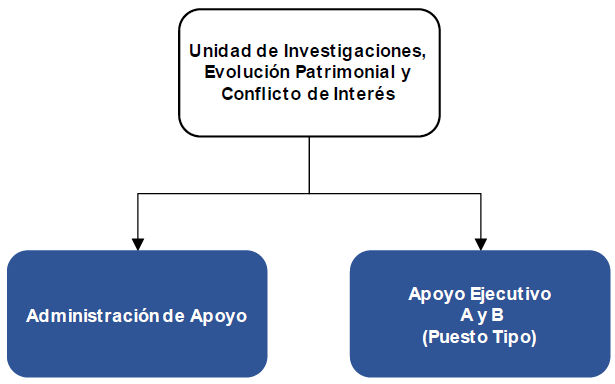 Unidad de Investigaciones,
Evolución Patrimonial y
Conflicto de Interés
Administración de Apoyo
Apoyo Ejecutivo
A y B
(Puesto Tipo)